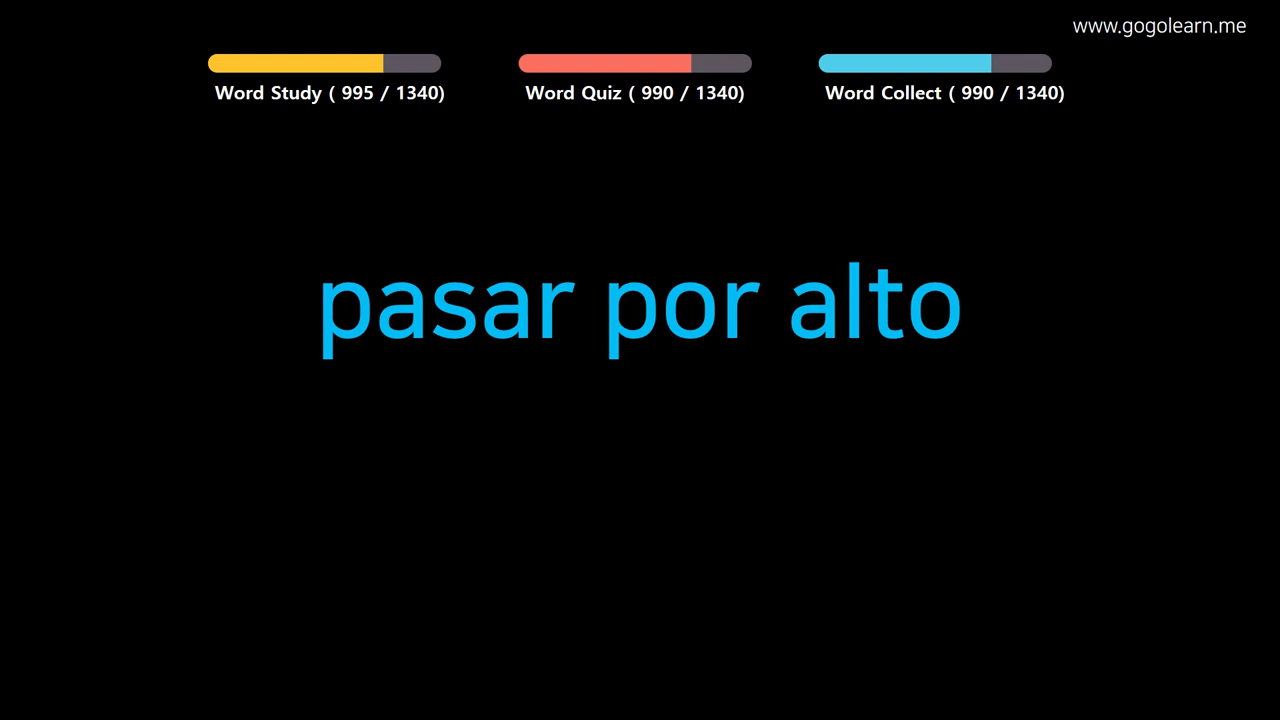 www.gogolearn.me
Word Study ( 995 / 1340)
Word Quiz ( 990 / 1340)
Word Collect ( 990 / 1340)
pasar por alto